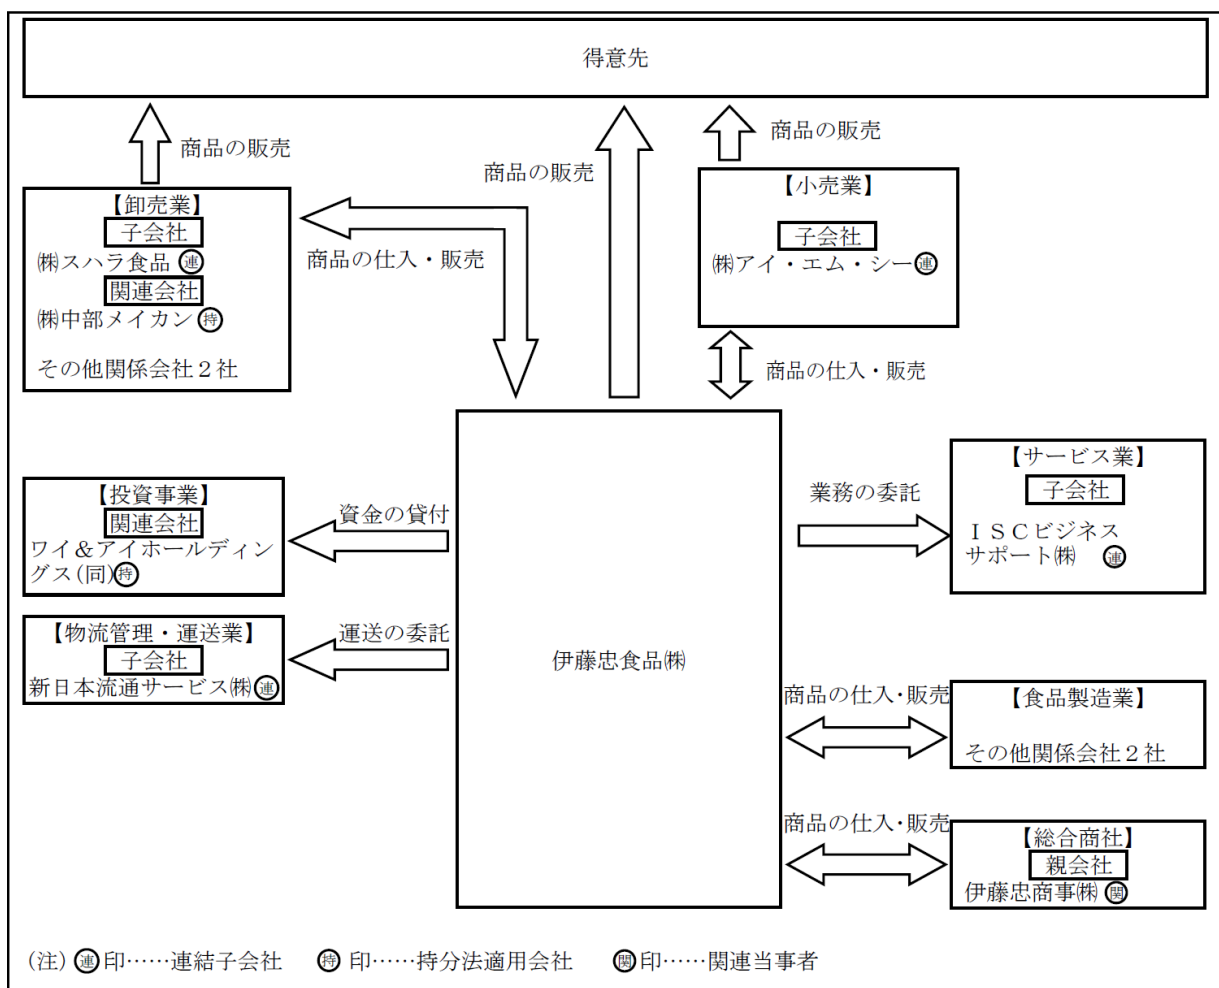 得意先
商品の販売
商品の販売
商品の販売
【卸売業】
子会社
㈱スハラ食品 ㊜連
関連会社
㈱中部メイカン 持
その他関係会社２社
商品の仕入・販売
【小売業】
子会社
㈱アイ・エム・シー連
商品の仕入・販売
【投資事業】
関連会社
ワイ＆アイホールディン
グス(同)持
資金の貸付
【物流管理・運送業】
子会社
新日本流通サービス㈱連
運送の委託
伊藤忠食品㈱
業務の委託
【サービス業】
子会社
ＩＳＣビジネス
サポート㈱ 連
商品の仕入・販売
【食品製造業】
その他関係会社２社
商品の仕入・販売
【総合商社】
親会社
伊藤忠商事㈱ 関
(注) 連印……連結子会社 持 印……持分法適用会社 関印……関連当事者